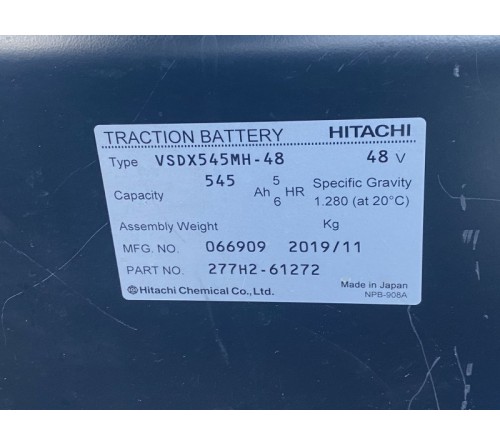 TRACTION BATTERY HITACHI
Type VSDX545MH-48 48 V
Capacity 545 Ah 5 HR Specific Gravity
6 1.280 (at 20°C)
Assembly Weight Kg
MFG. NO. 066909 2019/11
PART NO. 277H2-61272
Hitachi Chemical Co., Ltd. Made in Japan
NPB-908A